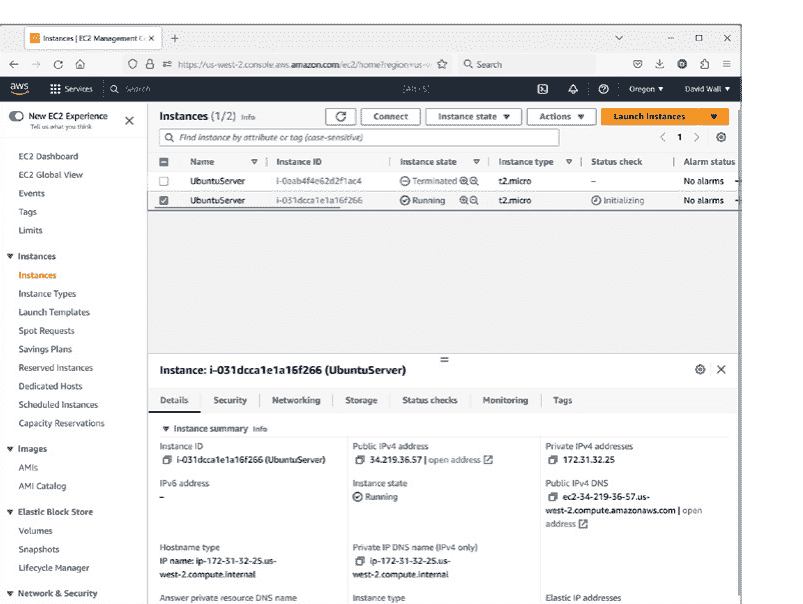 Instances | EC2 Management C
https://us-west-2.console.aws.amazon.com/ec2/home?region=us-w
Search
aws
Services
Search
[Alt+S]
Oregon
David Wall
New EC2 Experience
Tell us what you think
EC2 Dashboard
EC2 Global View
Events
Tags
Limits
Instances
Instances
Instance Types
Launch Templates
Spot Requests
Savings Plans
Reserved Instances
Dedicated Hosts
Scheduled Instances
Capacity Reservations
Images
AMIs
AMI Catalog
Elastic Block Store
Volumes
Snapshots
Lifecycle Manager
Network & Security
Instances (1/2) Info
Connect
Instance state
Actions
Launch instances
Find instance by attribute or tag (case-sensitive)
1
Name Instance ID Instance state Instance type Status check Alarm status
UbuntuServer i-0aab4f4e62d2f1ac4 Terminated t2.micro – No alarms
UbuntuServer i-031dcca1e1a16f266 Running t2.micro Initializing No alarms
Instance: i-031dcca1e1a16f266 (UbuntuServer)
Details Security Networking Storage Status checks Monitoring Tags
Instance summary Info
Instance ID
i-031dcca1e1a16f266 (UbuntuServer)
Public IPv4 address
34.219.36.57 | open address
Private IPv4 addresses
172.31.32.25
IPv6 address
–
Instance state
Running
Public IPv4 DNS
ec2-34-219-36-57.us-
west-2.compute.amazonaws.com | open
address
Hostname type
IP name: ip-172-31-32-25.us-
west-2.compute.internal
Private IP DNS name (IPv4 only)
ip-172-31-32-25.us-
west-2.compute.internal
Answer private resource DNS name
Instance type
Elastic IP addresses